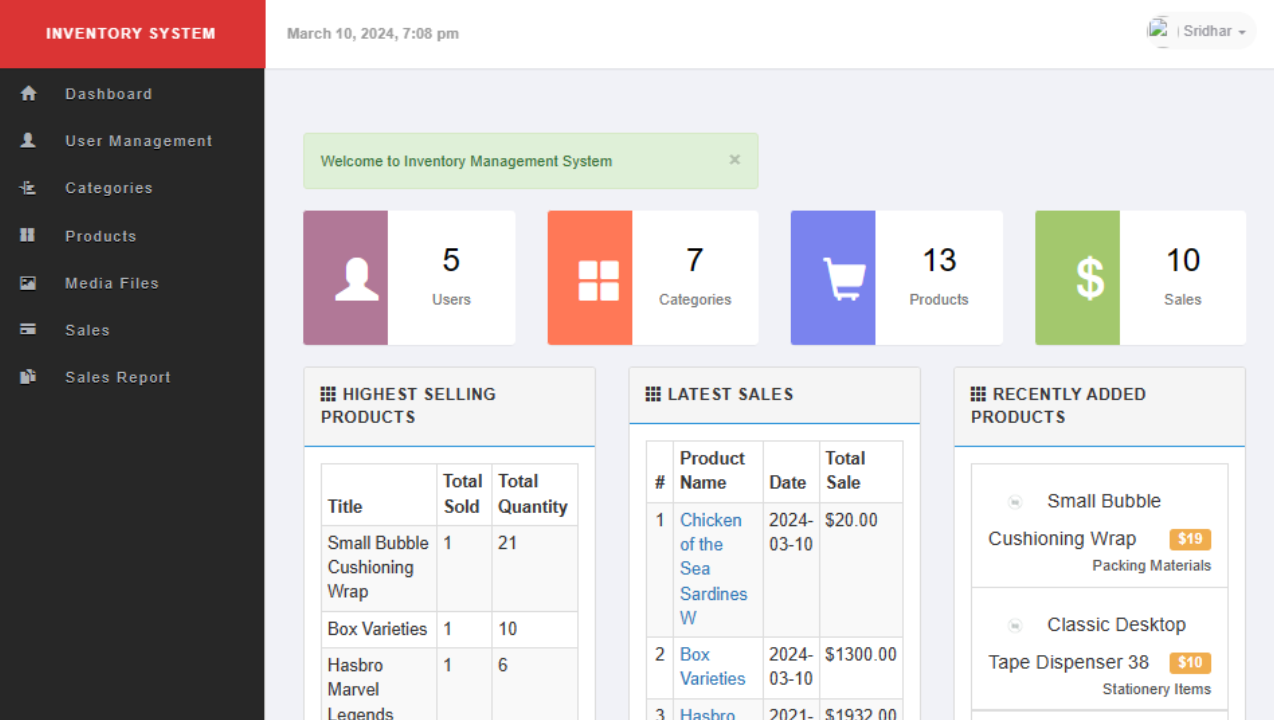 INVENTORY SYSTEM
March 10, 2024, 7:08 pm
Sridhar
Dashboard
User Management
Categories
Products
Media Files
Sales
Sales Report
Welcome to Inventory Management System ×
5
Users
7
Categories
13
Products
$
10
Sales
HIGHEST SELLING
PRODUCTS
Title Total Sold Total Quantity
Small Bubble Cushioning Wrap 1 21
Box Varieties 1 10
Hasbro Marvel Legends 1 6
LATEST SALES
# Product Name Date Total Sale
1 Chicken of the Sea Sardines W 2024-03-10 $20.00
2 Box Varieties 2024-03-10 $1300.00
3 Hasbro 2021- $1932.00
RECENTLY ADDED
PRODUCTS
Small Bubble
Cushioning Wrap $19
Packing Materials
Classic Desktop
Tape Dispenser 38 $10
Stationery Items